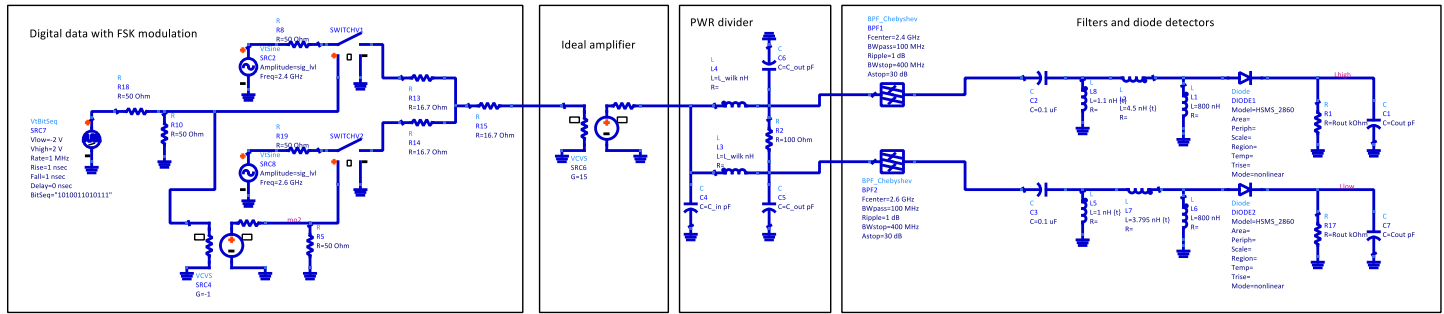 Digital data with FSK modulation
R
R18
R=50 Ohm
VtBitSeq
SRC7
Vlow=-2 V
Vhigh=2 V
Rate=1 MHz
Rise=1 nsec
Fall=1 nsec
Delay=0 nsec
BitSeq="1010011010111"
R
R10
R=50 Ohm
R
R8
R=50 Ohm
VtSine
SRC2
Amplitude=sig_lvl
Freq=2.4 GHz
SWITCHV1
R
R19
R=50 Ohm
VtSine
SRC8
Amplitude=sig_lvl
Freq=2.6 GHz
SWITCHV2
R
R13
R=16.7 Ohm
R
R14
R=16.7 Ohm
R
R15
R=16.7 Ohm
VCVS
SRC4
G=-1
mo2
R
R5
R=50 Ohm
Ideal amplifier
VCVS
SRC6
G=15
PWR divider
L
L4
L=L_wilk nH
R=
C
C6
C=C_out pF
R
R2
R=100 Ohm
L
L3
L=L_wilk nH
R=
C
C4
C=C_in pF
C
C5
C=C_out pF
Filters and diode detectors
BPF_Chebyshev
BPF1
Fcenter=2.4 GHz
BWpass=100 MHz
Ripple=1 dB
BWstop=400 MHz
Astop=30 dB
C
C2
C=0.1 uF
L
L8
L=1.1 nH {t}
R=
L
L=4.5 nH {t}
R=
L
L1
L=800 nH
R=
Diode
DIODE1
Model=HSMS_2860
Area=
Periph=
Scale=
Region=
Temp=
Trise=
Mode=nonlinear
Lhigh
R
R1
R=Rout kOhm
C
C1
C=Cout pF
BPF_Chebyshev
BPF2
Fcenter=2.6 GHz
BWpass=100 MHz
Ripple=1 dB
BWstop=400 MHz
Astop=30 dB
C
C3
C=0.1 uF
L
L5
L=1 nH {t}
R=
L
L7
L=3.795 nH {t}
R=
L
L6
L=800 nH
R=
Diode
DIODE2
Model=HSMS_2860
Area=
Periph=
Scale=
Region=
Temp=
Trise=
Mode=nonlinear
Llow
R
R17
R=Rout kOhm
C
C7
C=Cout pF